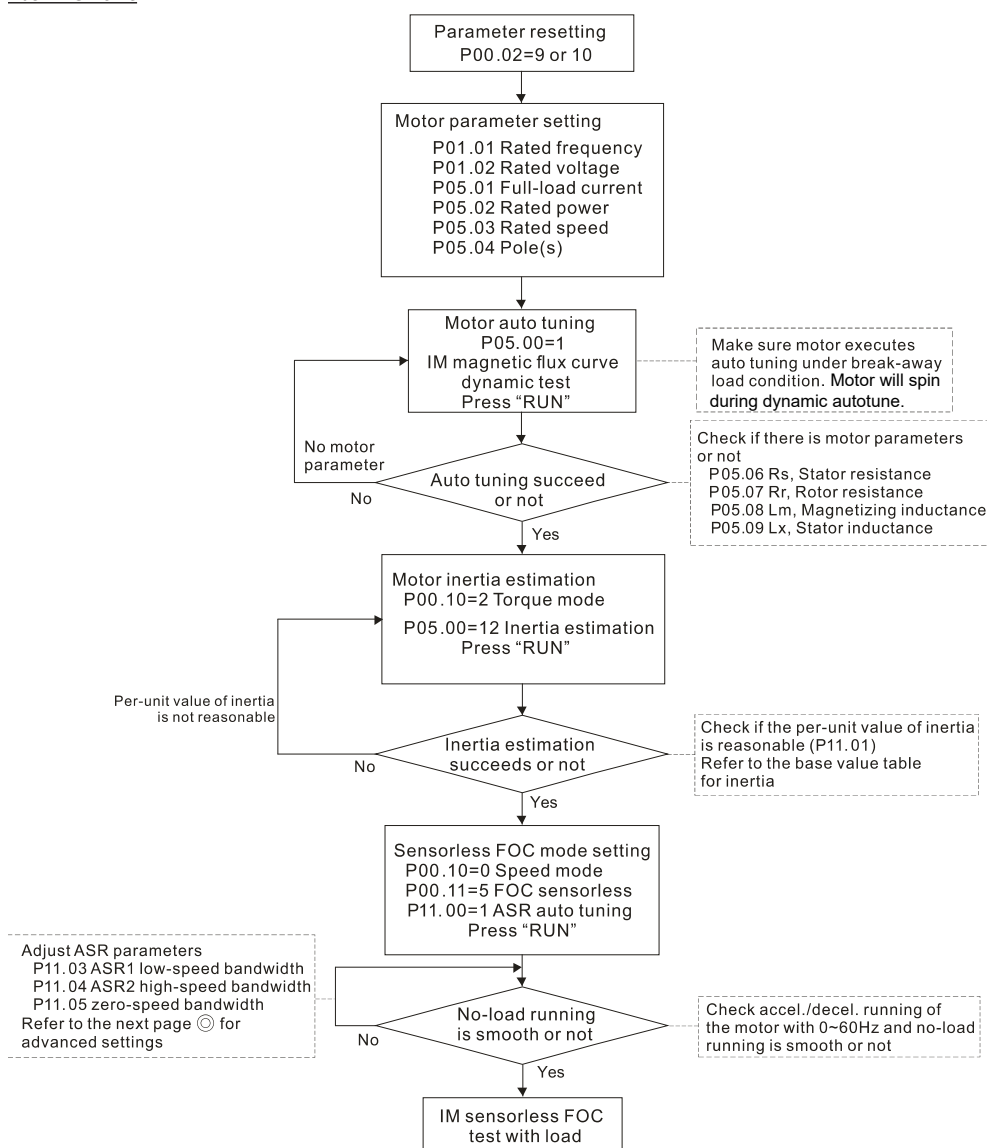 Parameter resetting
P00.02=9 or 10
Motor parameter setting
P01.01 Rated frequency
P01.02 Rated voltage
P05.01 Full-load current
P05.02 Rated power
P05.03 Rated speed
P05.04 Pole(s)
Motor auto tuning
P05.00=1
IM magnetic flux curve
dynamic test
Press “RUN”
Make sure motor executes
auto tuning under break-away
load condition. Motor will spin
during dynamic autotune.
No motor
parameter
No
Auto tuning succeed
or not
Yes
Check if there is motor parameters
or not
P05.06 Rs, Stator resistance
P05.07 Rr, Rotor resistance
P05.08 Lm, Magnetizing inductance
P05.09 Lx, Stator inductance
Motor inertia estimation
P00.10=2 Torque mode
P05.00=12 Inertia estimation
Press “RUN”
Per-unit value of inertia
is not reasonable
No
Inertia estimation
succeeds or not
Yes
Check if the per-unit value of inertia
is reasonable (P11.01)
Refer to the base value table
for inertia
Sensorless FOC mode setting
P00.10=0 Speed mode
P00.11=5 FOC sensorless
P11.00=1 ASR auto tuning
Press “RUN”
Adjust ASR parameters
P11.03 ASR1 low-speed bandwidth
P11.04 ASR2 high-speed bandwidth
P11.05 zero-speed bandwidth
Refer to the next page ◎ for
advanced settings
No
No-load running
is smooth or not
Yes
Check accel./decel. running of
the motor with 0~60Hz and no-load
running is smooth or not
IM sensorless FOC
test with load